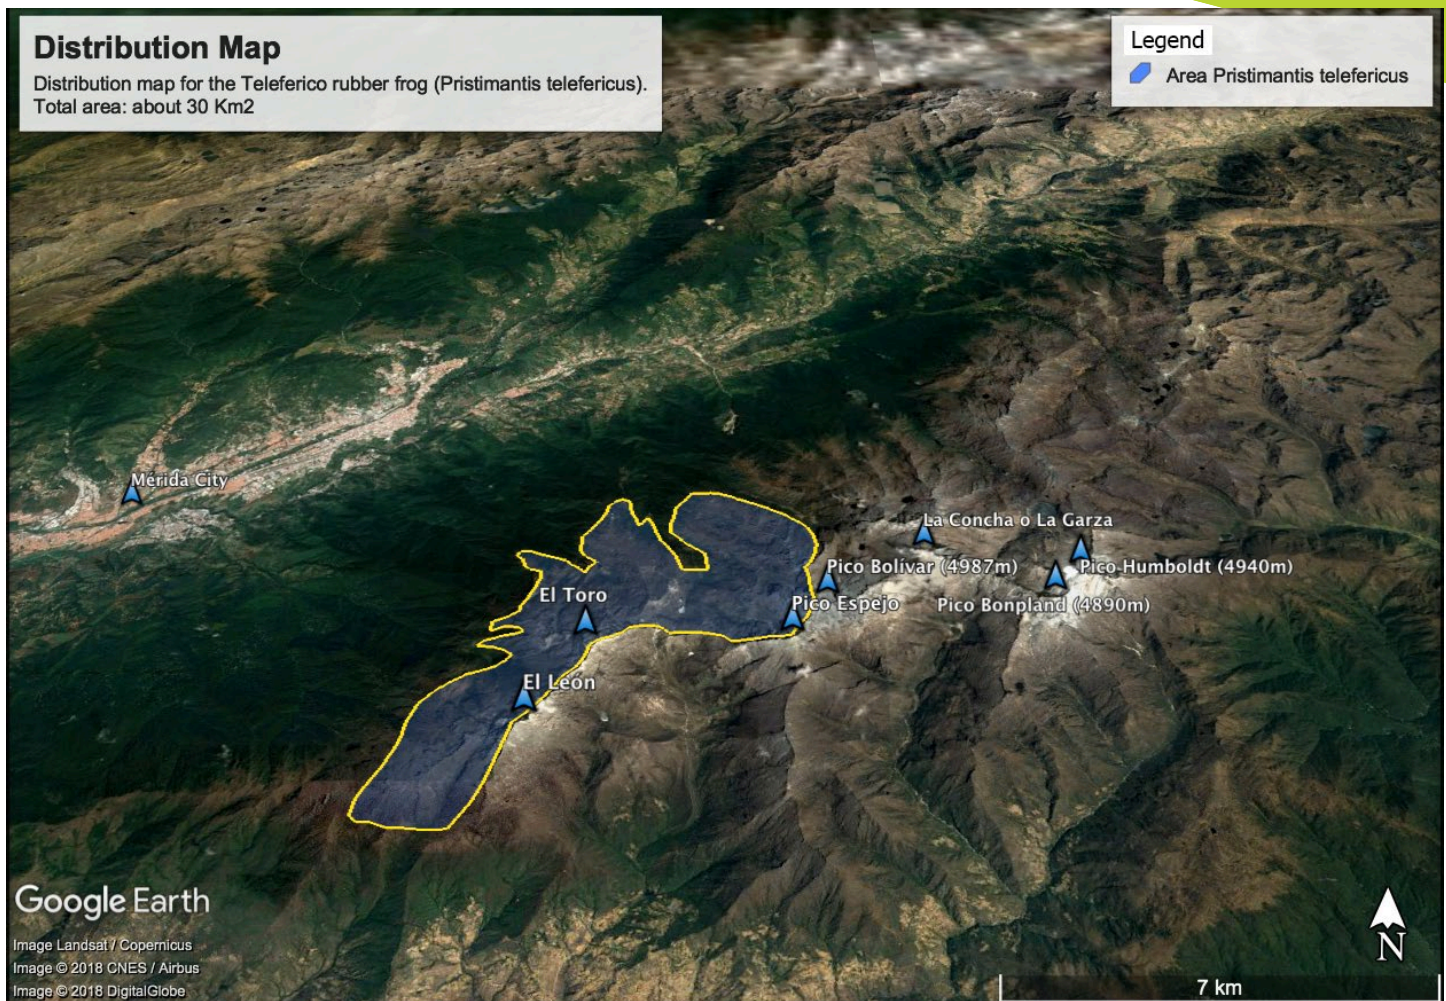 Distribution Map
Distribution map for the Teleferico rubber frog (Pristimantis telefericus).
Total area: about 30 Km2
Legend
Area Pristimantis telefericus
Mérida City
La Concha o La Garza
Pico Bolívar (4987m)
Pico Humboldt (4940m)
El Toro
Pico Espejo
Pico Bonpland (4890m)
El León
Google Earth
Image Landsat / Copernicus
Image © 2018 CNES / Airbus
Image © 2018 DigitalGlobe
N
7 km